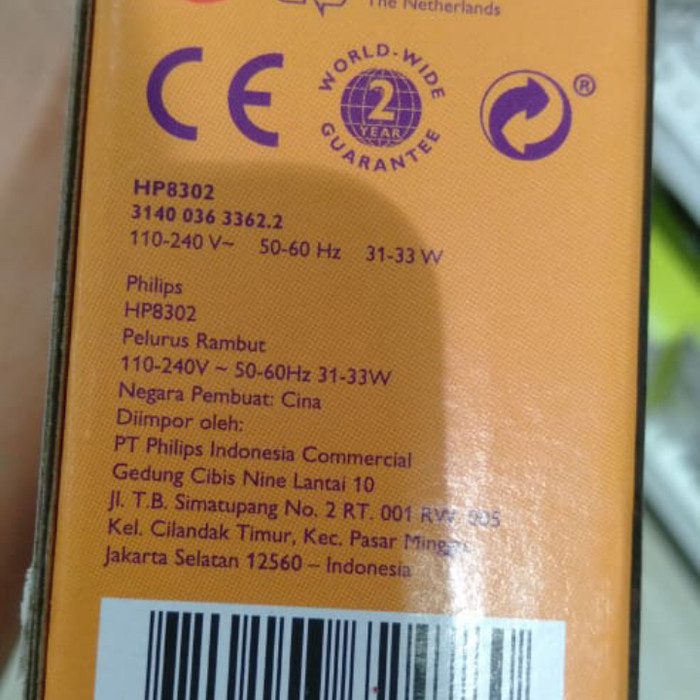 The Netherlands
CE
WORLD-WIDE
2
YEAR
GUARANTEE
®
HP8302
3140 036 3362.2
110-240 V~ 50-60 Hz 31-33 W
Philips
HP8302
Pelurus Rambut
110-240V ~ 50-60Hz 31-33W
Negara Pembuat: Cina
Diimpor oleh:
PT Philips Indonesia Commercial
Gedung Cibis Nine Lantai 10
Jl. T.B. Simatupang No. 2 RT. 001 RW 005
Kel. Cilandak Timur, Kec. Pasar Minggu
Jakarta Selatan 12560 – Indonesia